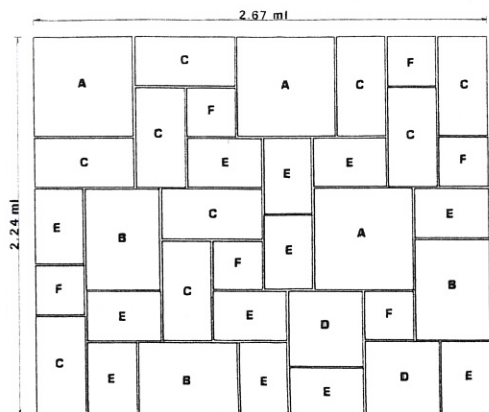 2.67 ml
2.24 ml
A C A C F C
C F C
C E E E F
E B C A E
E
F C F B
E E D F
C E B E E D E